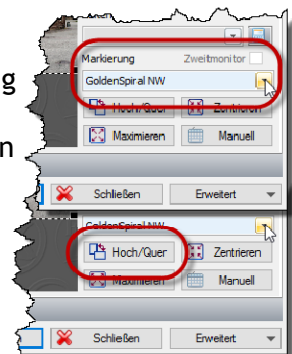 Markierung Zweitmonitor
g
GoldenSpiral NW
n
Hoch/Quer Zentrieren
Maximieren Manuell
Schließen Erweitert
GoldenSpiral NW
Hoch/Quer Zentrieren
Maximieren Manuell
Schließen Erweitert